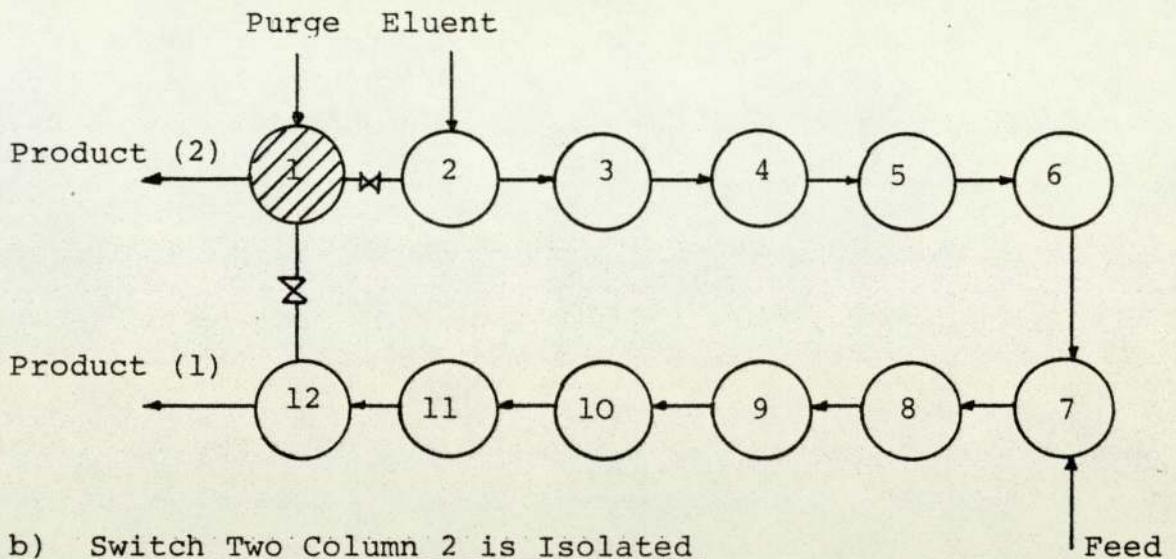 Purge Eluent
Product (2) 1 2 3 4 5 6
Product (1) 12 11 10 9 8 7
b) Switch Two Column 2 is Isolated Feed